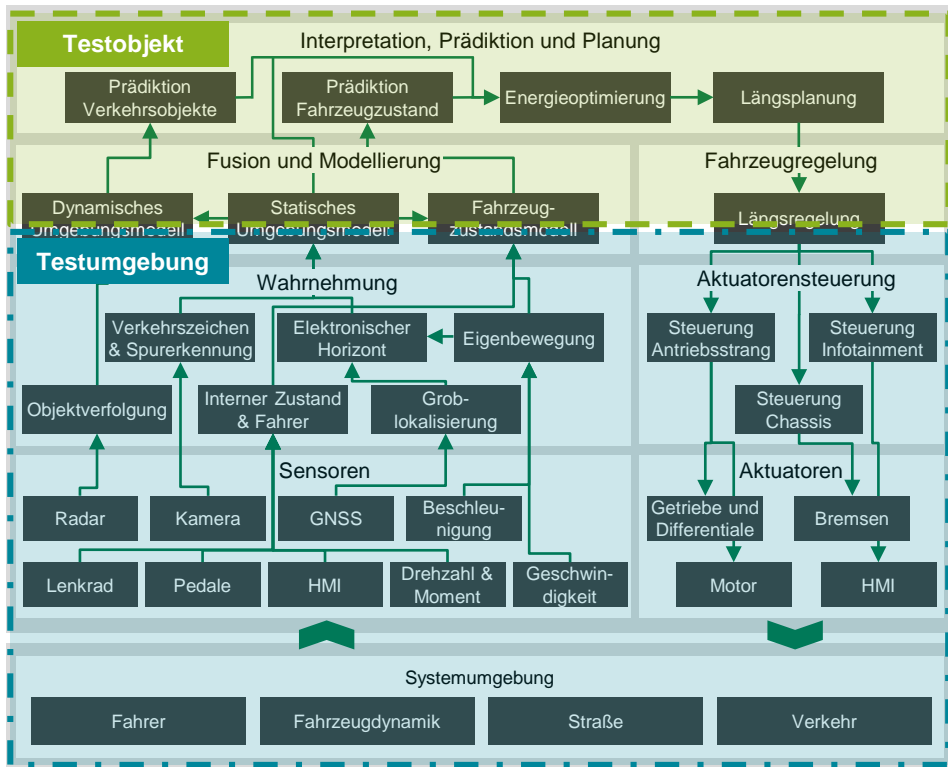 Testobjekt
Interpretation, Prädiktion und Planung
Prädiktion
Verkehrsobjekte
Prädiktion
Fahrzeugzustand
Energieoptimierung
Längsplanung
Fusion und Modellierung
Fahrzeugregelung
Dynamisches
Umgebungsmodell
Statisches
Umgebungsmodell
Fahrzeug-
zustandsmodell
Längsregelung
Testumgebung
Wahrnehmung
Aktuatorensteuerung
Verkehrszeichen
& Spurerkennung
Elektronischer
Horizont
Eigenbewegung
Steuerung
Antriebsstrang
Steuerung
Infotainment
Objektverfolgung
Interner Zustand
& Fahrer
Grob-
lokalisierung
Steuerung
Chassis
Sensoren
Aktuatoren
Radar
Kamera
GNSS
Beschleu-
nigung
Getriebe und
Differentiale
Bremsen
Lenkrad
Pedale
HMI
Drehzahl &
Moment
Geschwin-
digkeit
Motor
HMI
Systemumgebung
Fahrer
Fahrzeugdynamik
Straße
Verkehr